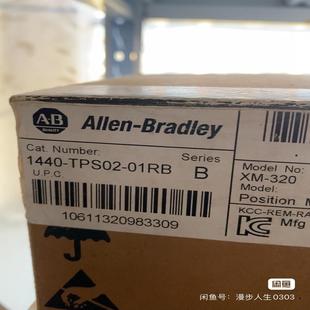 A-B
QUALITY
Allen-Bradley
Cat. Number
1440-TPS02-01RB
Series
B
U.P.C.
10611320983309
Model No
XM-320
Model:
Position M
KCC-REM-RA
Mfg
闲鱼
闲鱼号：漫步人生0303